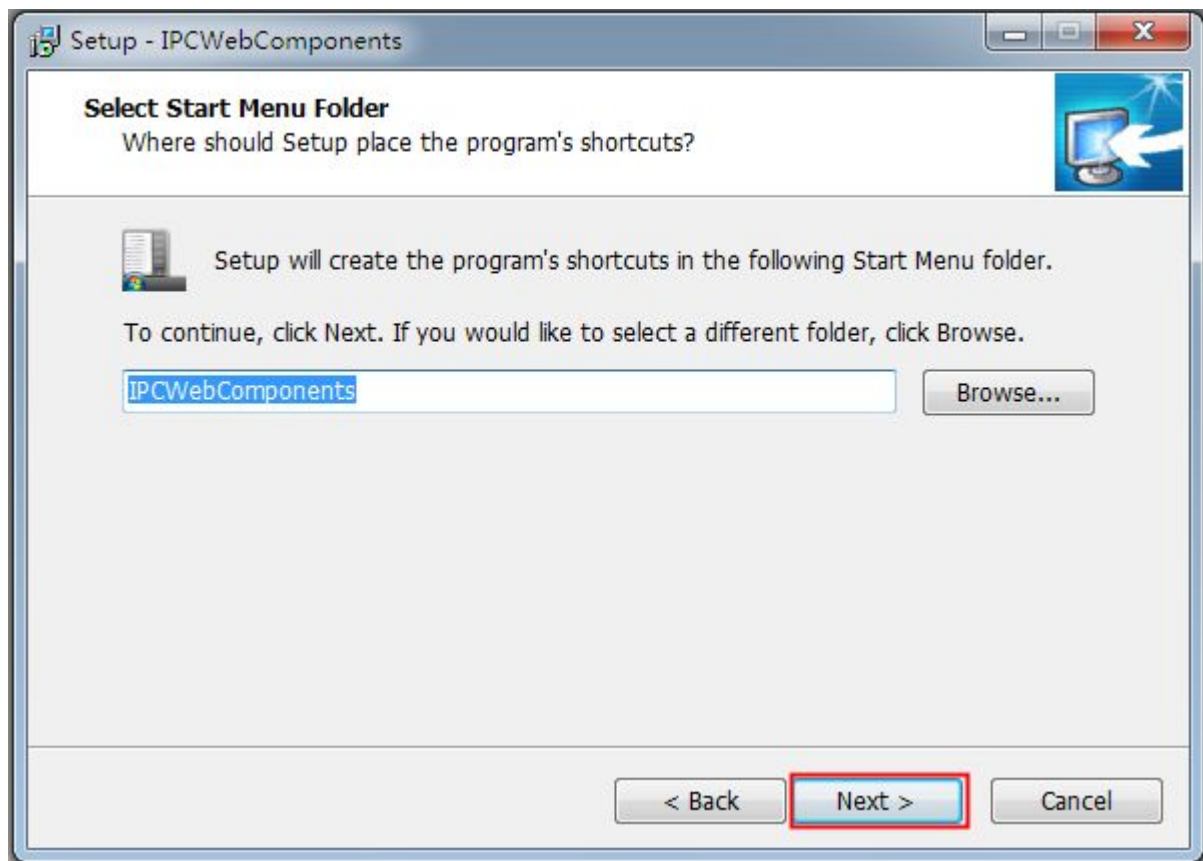 Setup - IPCWebComponents
Select Start Menu Folder
Where should Setup place the program's shortcuts?
Setup will create the program's shortcuts in the following Start Menu folder.
To continue, click Next. If you would like to select a different folder, click Browse.
IPCWebComponents
Browse...
< Back
Next >
Cancel